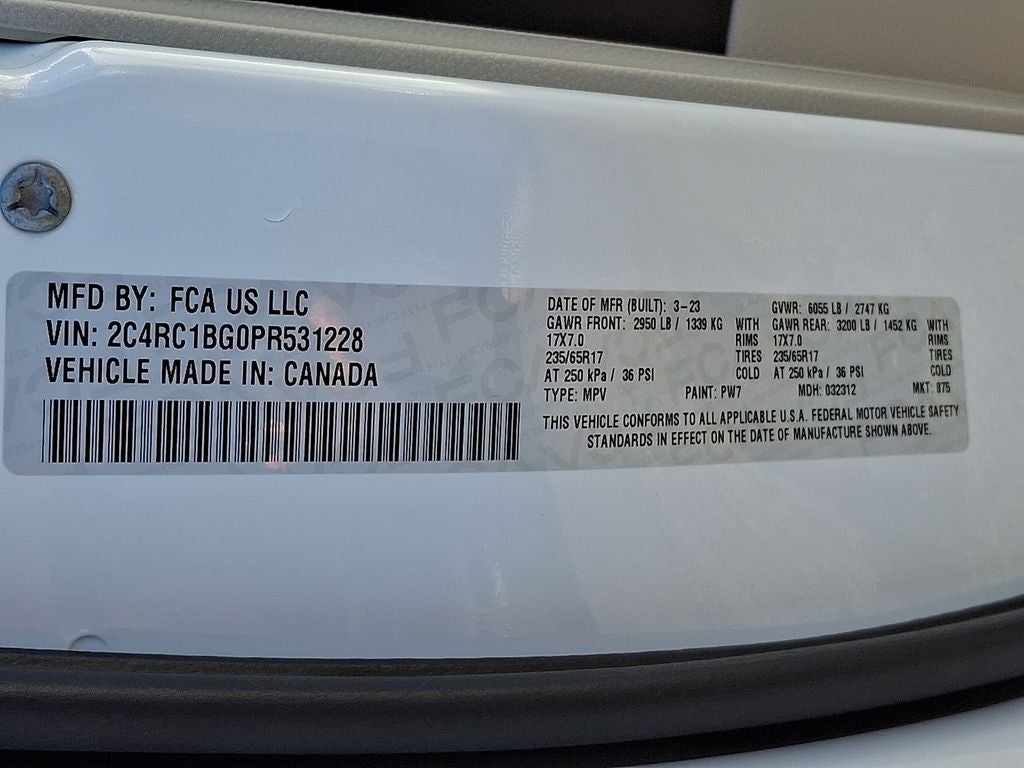 MFD BY: FCA US LLC
VIN: 2C4RC1BG0PR531228
VEHICLE MADE IN: CANADA
DATE OF MFR (BUILT): 3-23 GVWR: 6055 LB / 2747 KG
GAWR FRONT: 2950 LB / 1339 KG WITH GAWR REAR: 3200 LB / 1452 KG WITH
17X7.0 RIMS 17X7.0 RIMS
235/65R17 TIRES 235/65R17 TIRES
AT 250 kPa / 36 PSI COLD AT 250 kPa / 36 PSI COLD
TYPE: MPV PAINT: PW7 MDH: 032312 MKT: 875
THIS VEHICLE CONFORMS TO ALL APPLICABLE U.S.A. FEDERAL MOTOR VEHICLE SAFETY
STANDARDS IN EFFECT ON THE DATE OF MANUFACTURE SHOWN ABOVE.